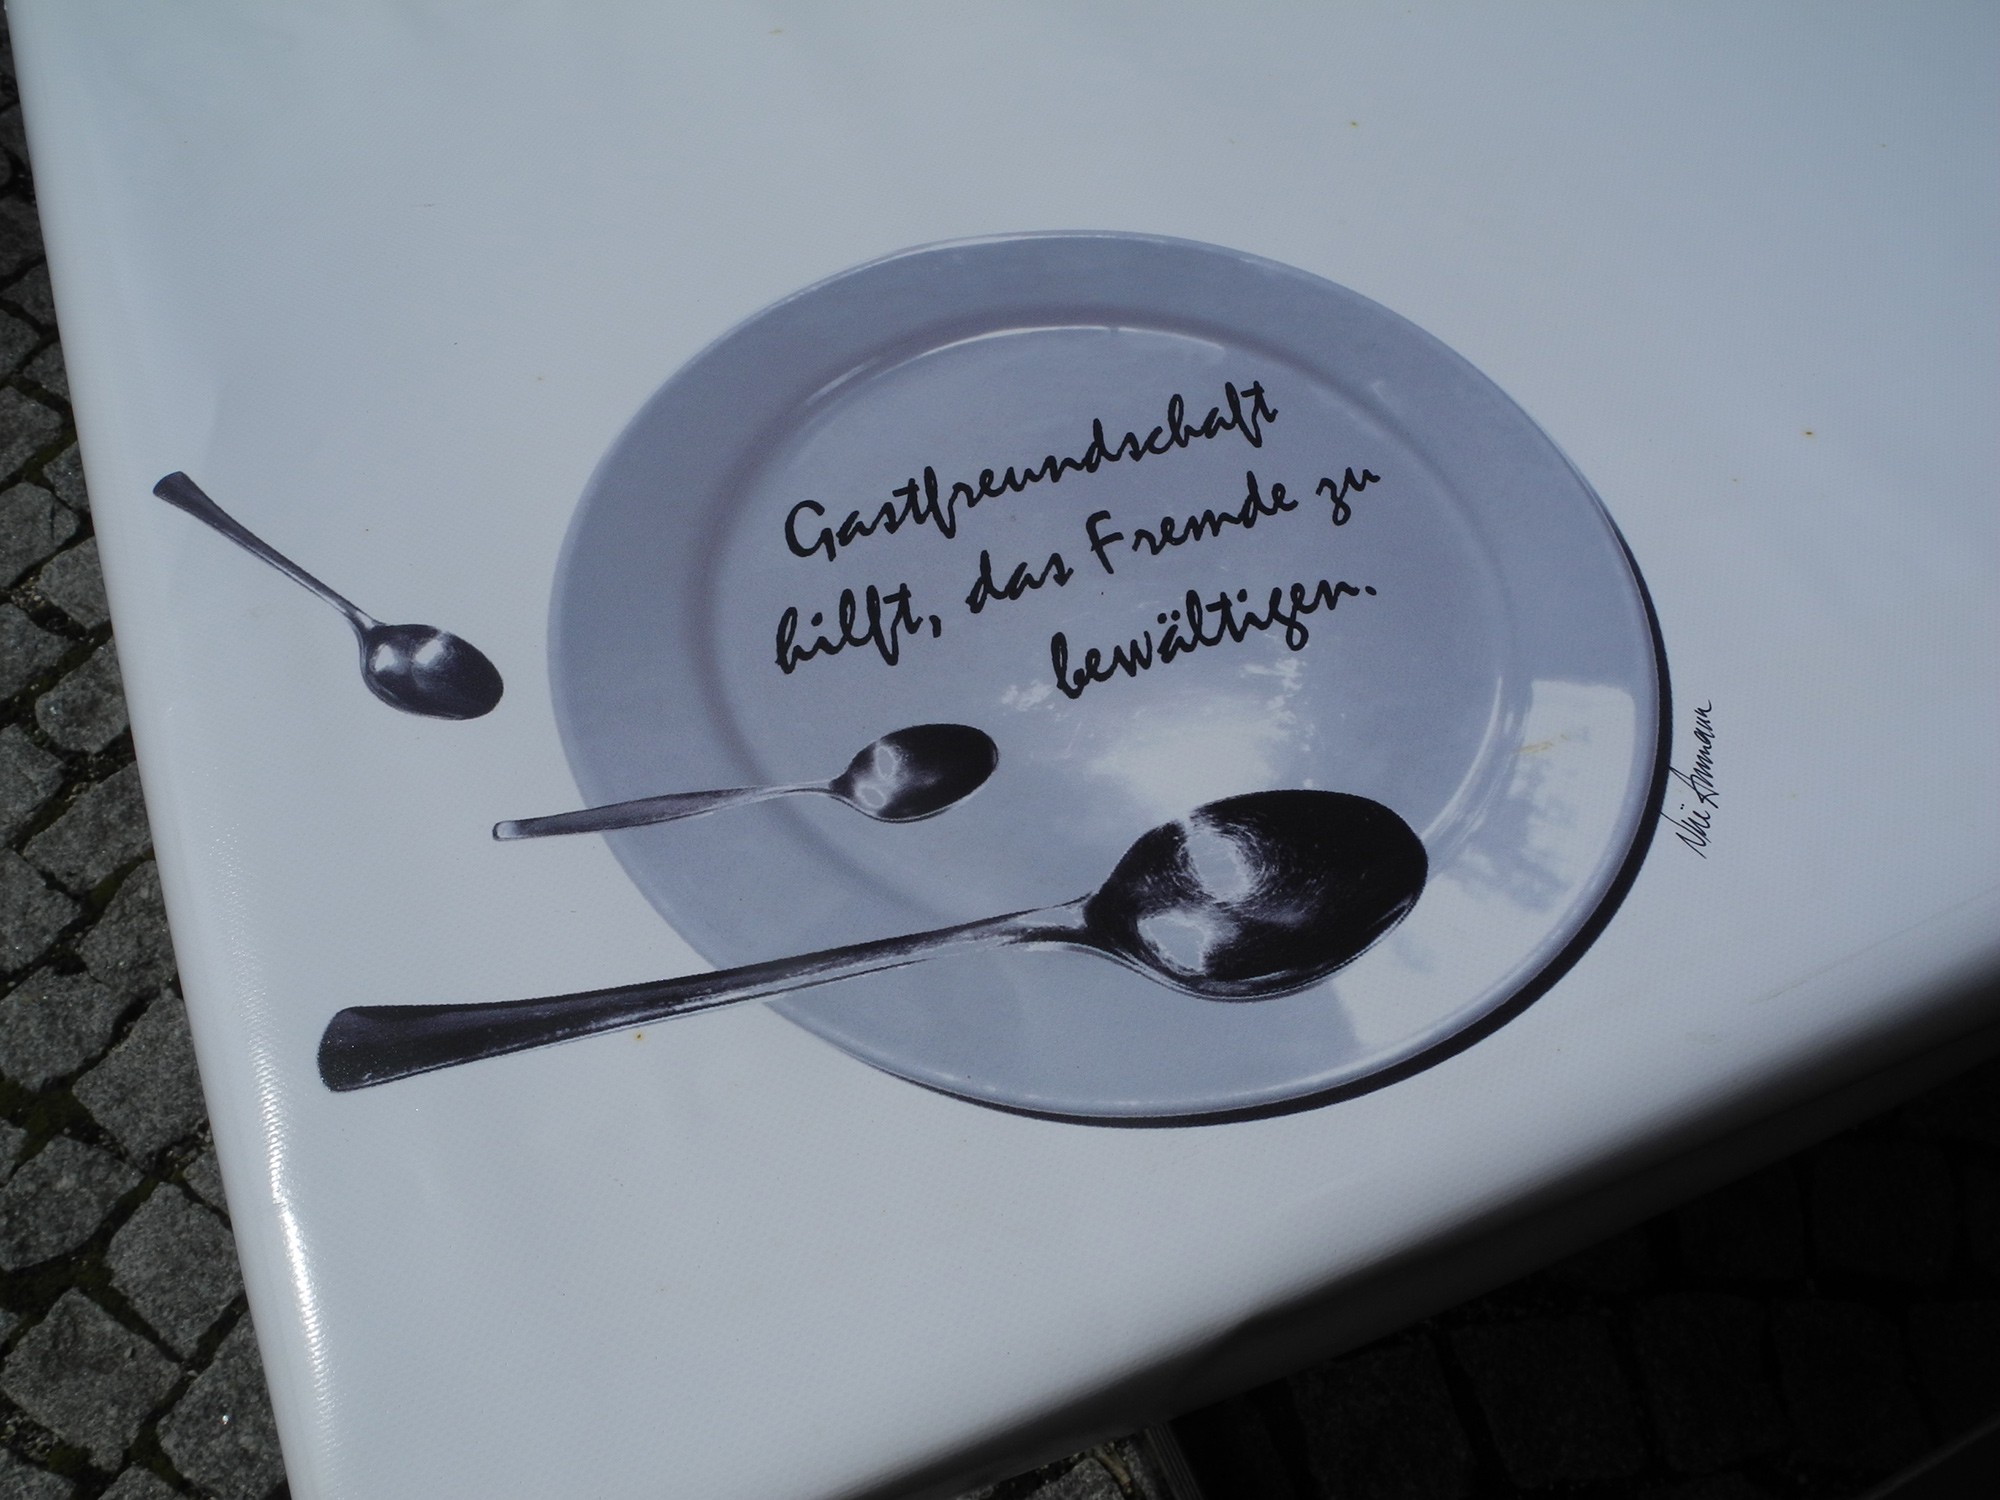 Gastfreundschaft
hilft, das Fremde zu
bewältigen.